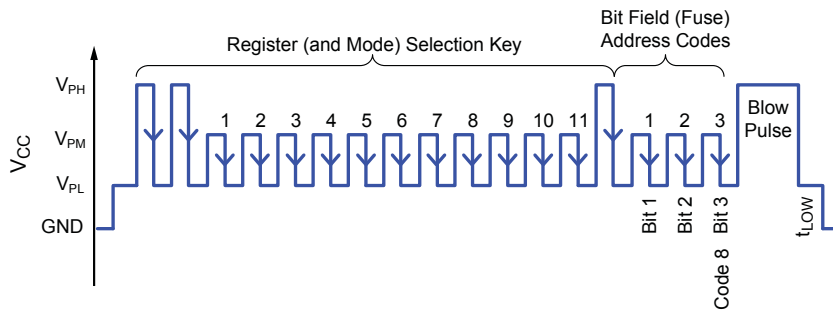 Bit Field (Fuse)
Register (and Mode) Selection Key
Address Codes
VPH
1 2 3 4 5 6 7 8 9 10 11 1 2 3
Blow
Pulse
VPM
VCC
VPL
GND
Bit 1
Bit 2
Bit 3
Code 8
tLOW